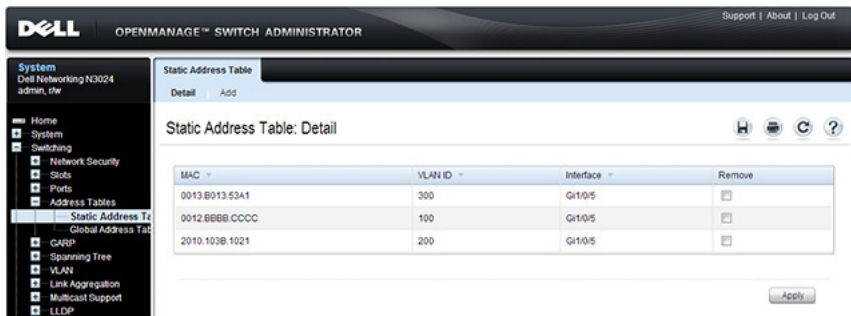 Support | About | Log Out
DELL OPENMANAGE™ SWITCH ADMINISTRATOR
System
Dell Networking N3024
admin, r/w
Home
System
Switching
Network Security
Slots
Ports
Address Tables
Static Address Ta
Global Address Tab
GARP
Spanning Tree
VLAN
Link Aggregation
Multicast Support
LLDP
Static Address Table
Detail Add
Static Address Table: Detail
MAC VLAN ID Interface Remove
0013.B013.53A1 300 Gi1/0/5
0012.BBBB.CCCC 100 Gi1/0/5
2010.103B.1021 200 Gi1/0/5
Apply